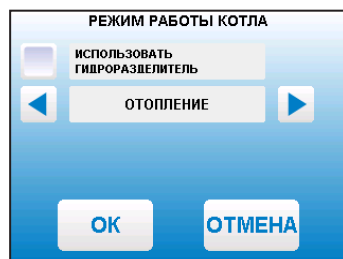 РЕЖИМ РАБОТЫ КОТЛА
ИСПОЛЬЗОВАТЬ
ГИДРОРАЗДЕЛИТЕЛЬ
ОТОПЛЕНИЕ
ОК ОТМЕНА